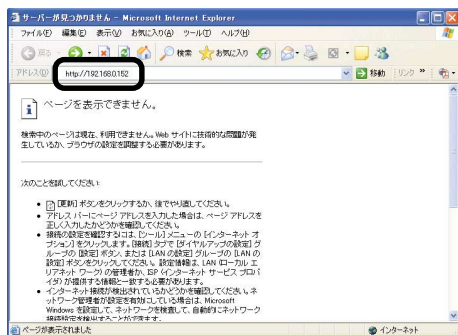 サーバーが見つかりません - Microsoft Internet Explorer
ファイル(F) 編集(E) 表示(V) お気に入り(A) ツール(T) ヘルプ(H)
戻る 検索 お気に入り
アドレス(D) http://192.168.0.152 移動 リンク
ページを表示できません。
検索中のページは現在、利用できません。Web サイトに技術的な問題が発
生しているか、ブラウザの設定を調整する必要があります。
次のことを試してください:
[更新] ボタンをクリックするか、後でやり直してください。
アドレス バーにページ アドレスを入力した場合は、ページ アドレスを
正しく入力したかどうかを確認してください。
接続の設定を確認するには、[ツール] メニューの [インターネット オ
プション] をクリックします。[接続] タブで [ダイヤルアップの設定] グ
ループの [設定] ボタン、または [LAN の設定] グループの [LAN の
設定] ボタンをクリックしてください。設定情報は、LAN (ローカル エ
リア ネットワーク) の管理者か、ISP (インターネット サービス プロバ
イダ) が提供する情報と一致する必要があります。
インターネット接続が検出されているかどうかを確認してください。ネ
ットワーク管理者が設定を有効にしている場合は、Microsoft
Windows を設定して、ネットワークを検査して、自動的にネットワーク
接続設定を検出することができます。
ページが表示されました インターネット